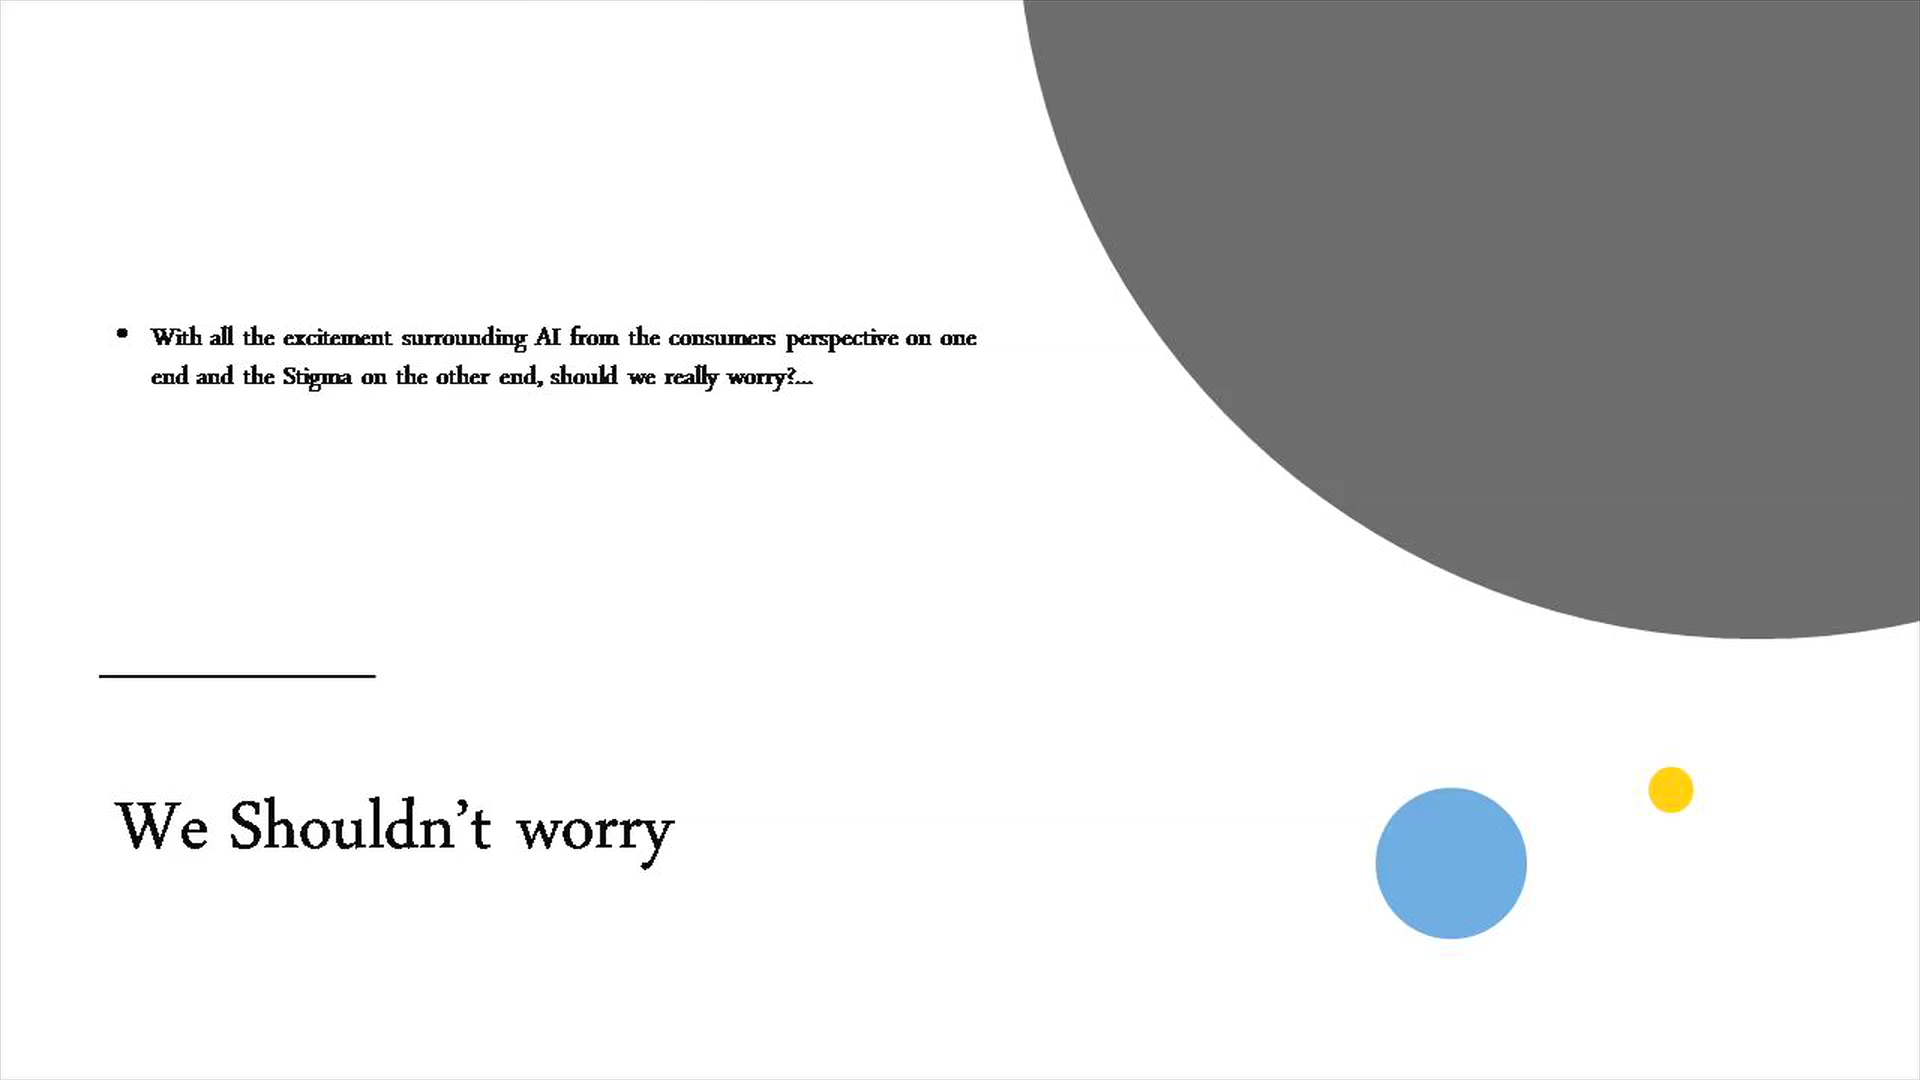 • With all the excitement surrounding AI from the consumers perspective on one
end and the Stigma on the other end, should we really worry?...
We Shouldn’t worry